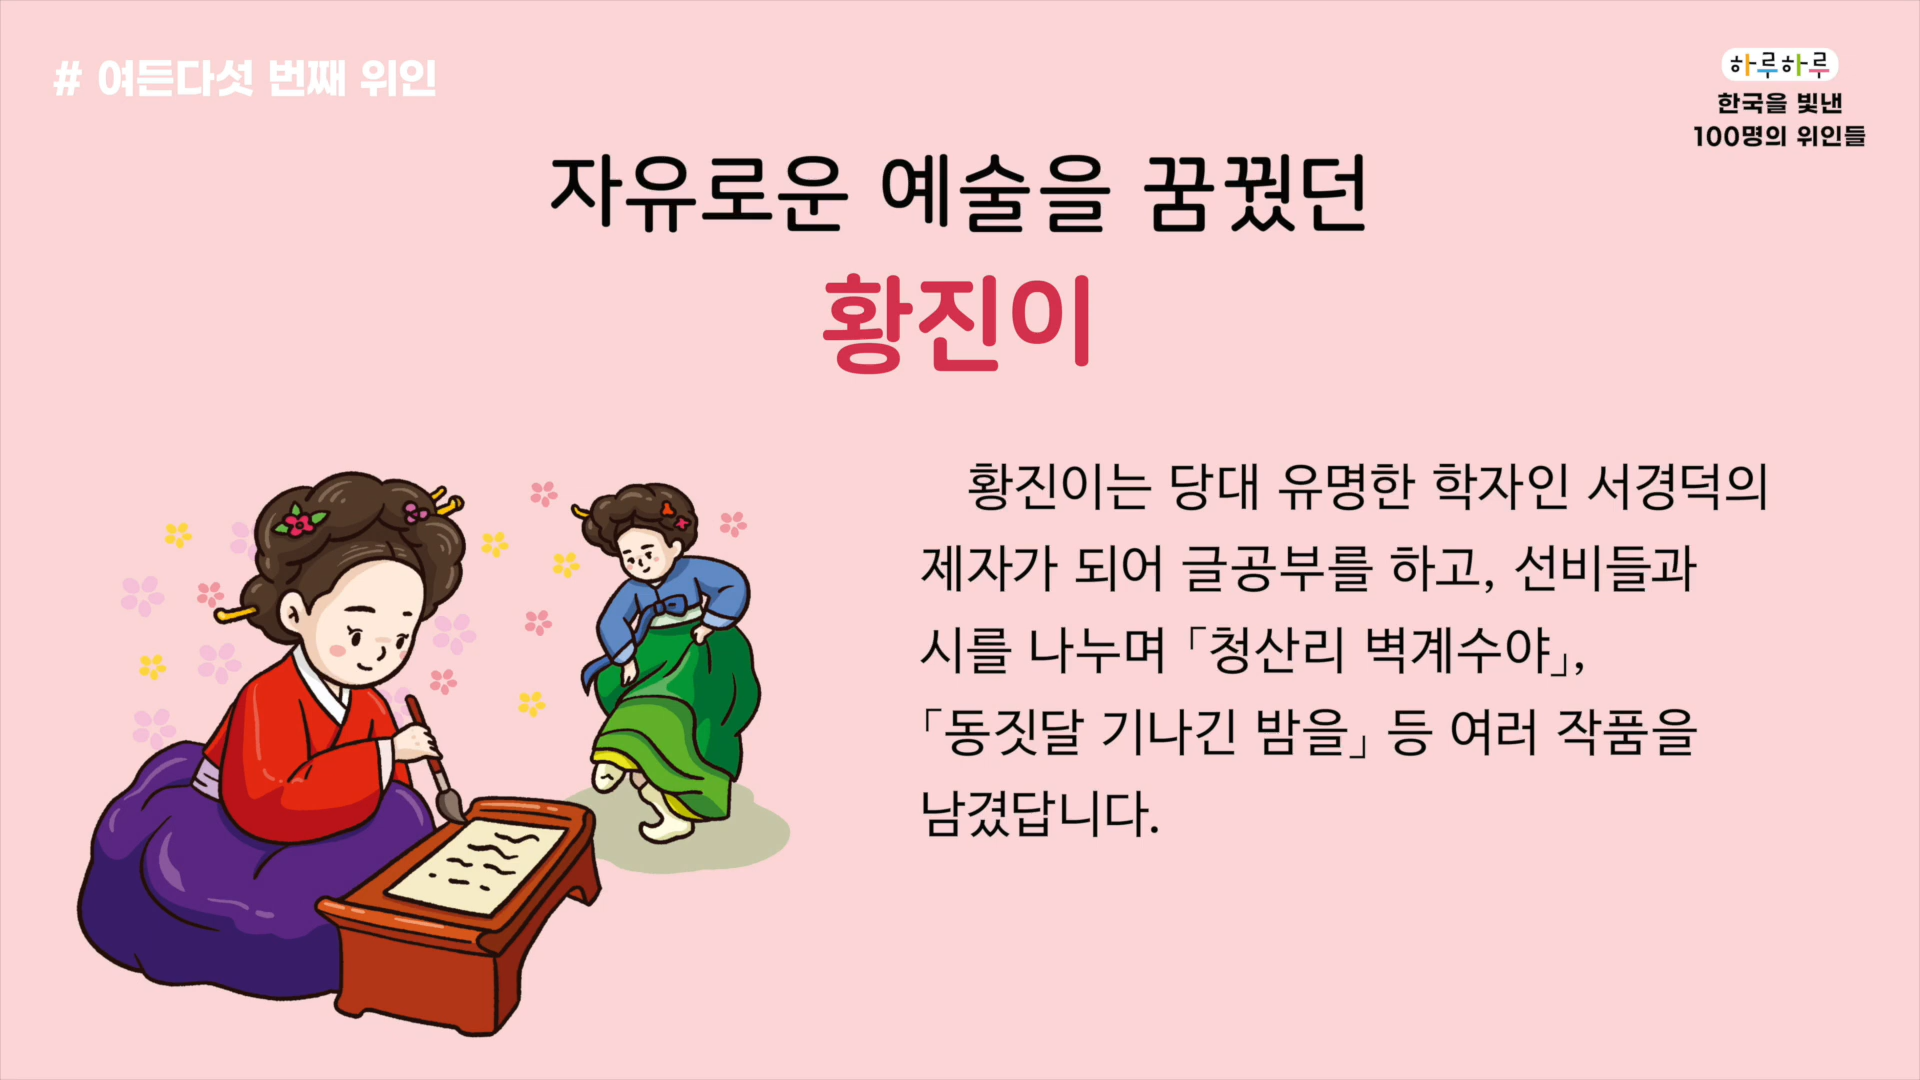 # 여든다섯 번째 위인
하루하루
한국을 빛낸
100명의 위인들
자유로운 예술을 꿈꿨던
황진이
황진이는 당대 유명한 학자인 서경덕의
제자가 되어 글공부를 하고, 선비들과
시를 나누며 「청산리 벽계수야」,
「동짓달 기나긴 밤을」 등 여러 작품을
남겼답니다.